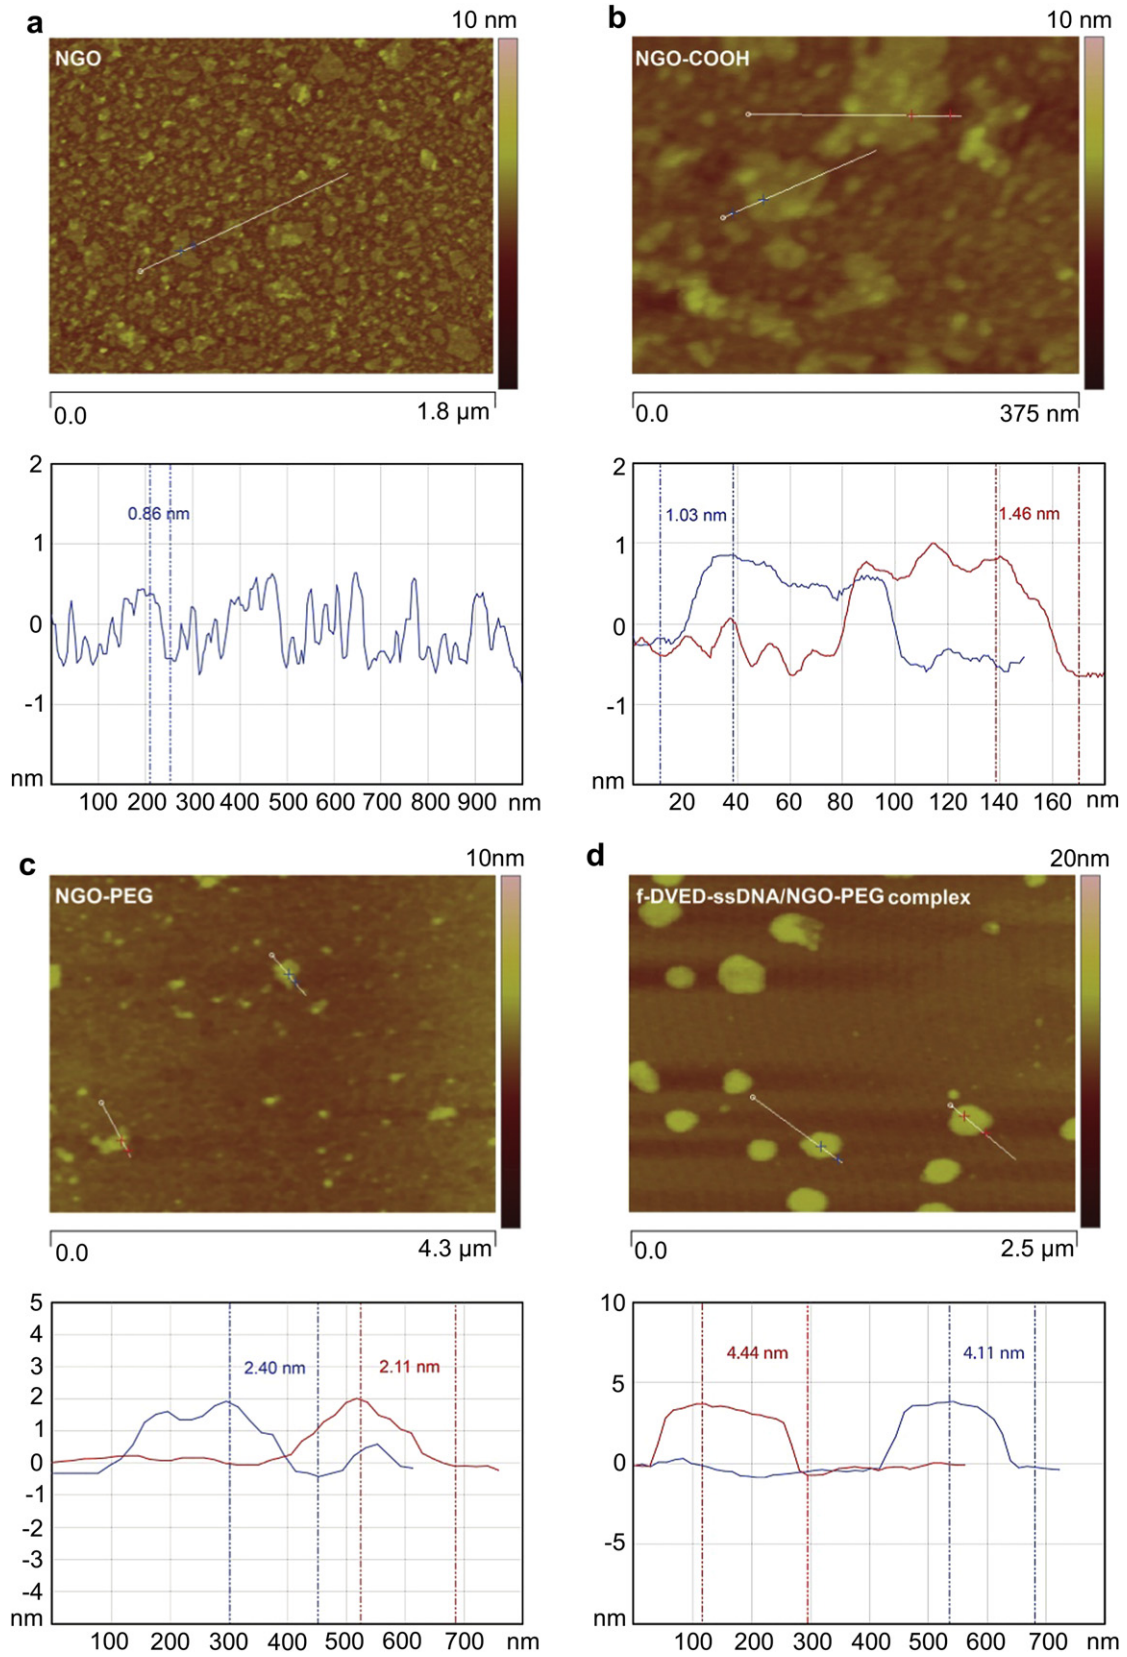 a
10 nm
NGO
0.0
1.8 µm
2
1
0
-1
nm
0.86 nm
100 200 300 400 500 600 700 800 900 nm
b
10 nm
NGO-COOH
0.0
375 nm
2
1
0
-1
nm
1.03 nm
1.46 nm
20 40 60 80 100 120 140 160 nm
c
10nm
NGO-PEG
0.0
4.3 µm
5
4
3
2
1
0
-1
-2
-3
-4
nm
2.40 nm
2.11 nm
100 200 300 400 500 600 700 nm
d
20nm
f-DVED-ssDNA/NGO-PEG complex
0.0
2.5 µm
10
5
0
-5
nm
4.44 nm
4.11 nm
100 200 300 400 500 600 700 nm